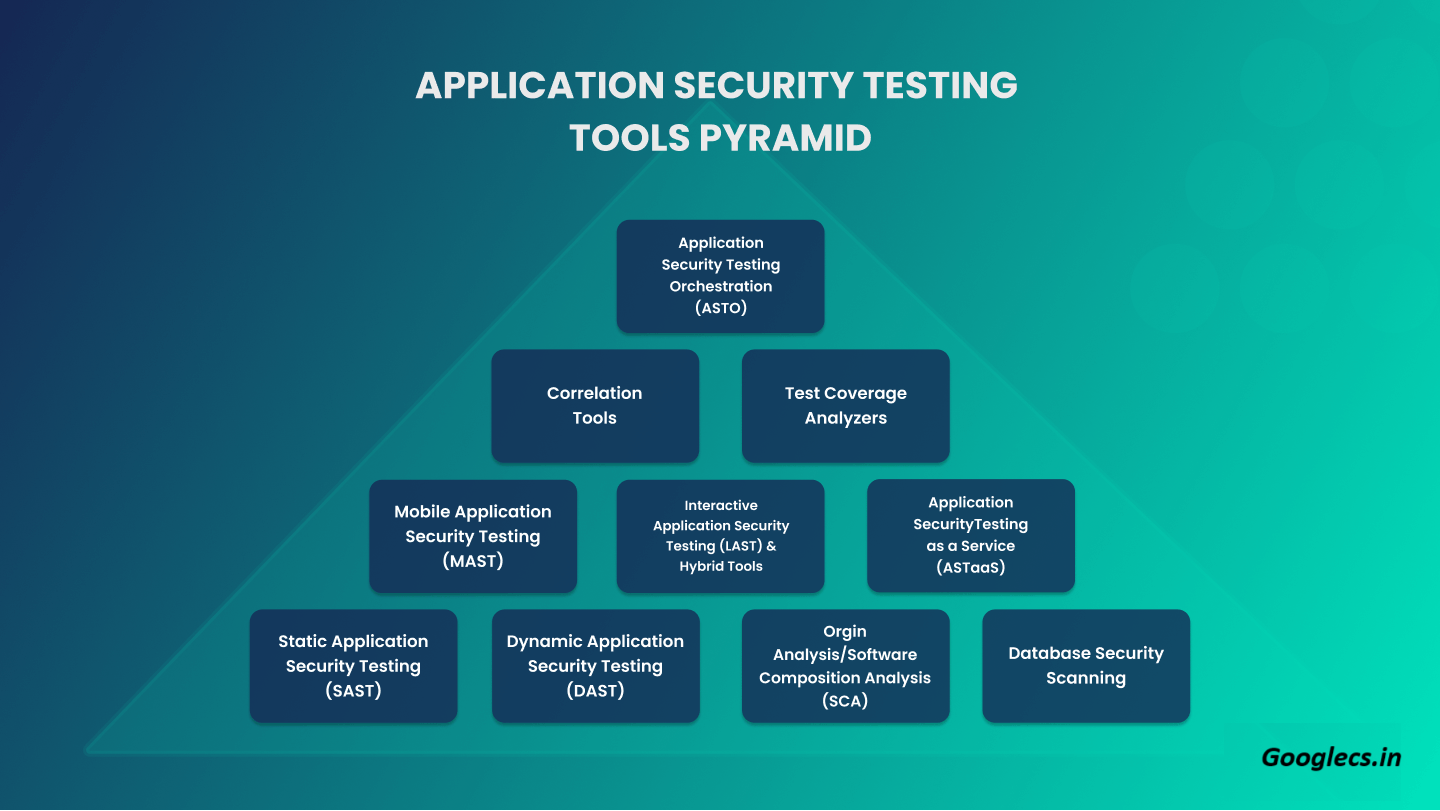 APPLICATION SECURITY TESTING
TOOLS PYRAMID
Application
Security Testing
Orchestration
(ASTO)
Correlation
Tools
Test Coverage
Analyzers
Mobile Application
Security Testing
(MAST)
Interactive
Application Security
Testing (LAST) &
Hybrid Tools
Application
SecurityTesting
as a Service
(ASTaaS)
Static Application
Security Testing
(SAST)
Dynamic Application
Security Testing
(DAST)
Orgin
Analysis/Software
Composition Analysis
(SCA)
Database Security
Scanning
Googlecs.in